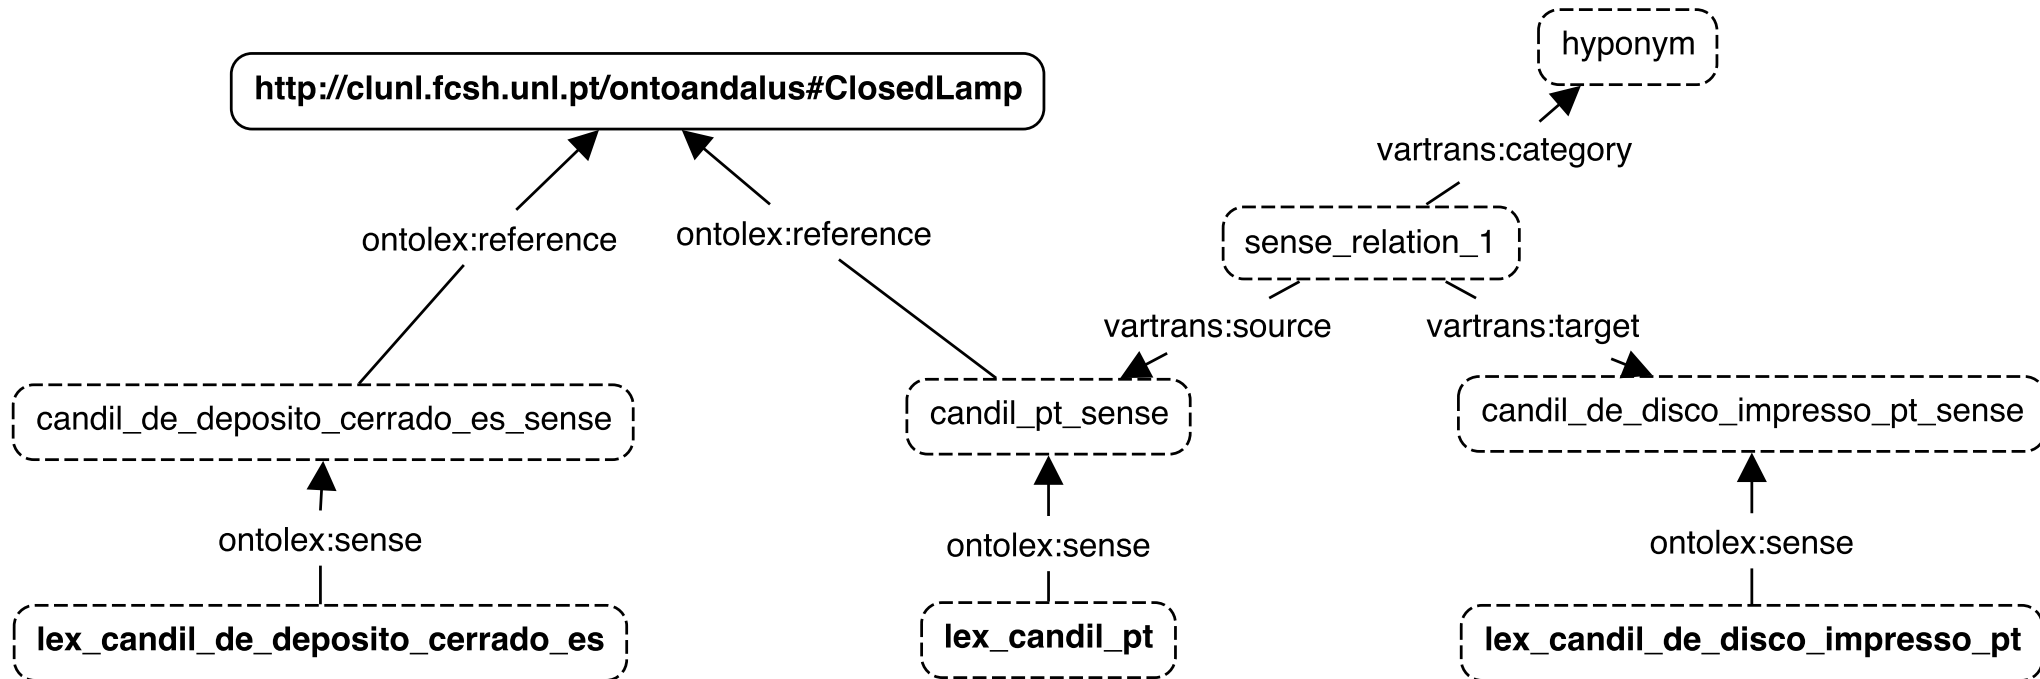 hyponym
http://clunl.fcsh.unl.pt/ontoandalus#ClosedLamp
vartrans:category
ontolex:reference
ontolex:reference
sense_relation_1
vartrans:source
vartrans:target
candil_de_deposito_cerrado_es_sense
candil_pt_sense
candil_de_disco_impresso_pt_sense
ontolex:sense
ontolex:sense
ontolex:sense
lex_candil_de_deposito_cerrado_es
lex_candil_pt
lex_candil_de_disco_impresso_pt